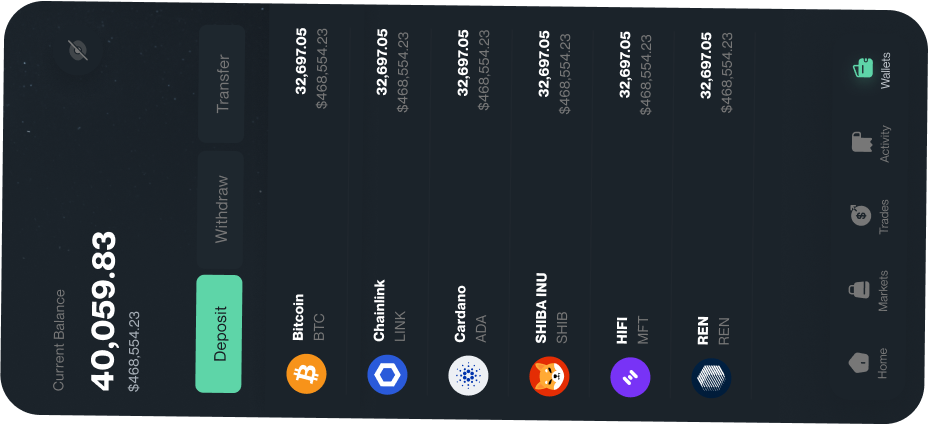 Current Balance
40,059.83
$468,554.23
Deposit
Withdraw
Transfer
Bitcoin
BTC
32,697.05
$468,554.23
Chainlink
LINK
32,697.05
$468,554.23
Cardano
ADA
32,697.05
$468,554.23
SHIBA INU
SHIB
32,697.05
$468,554.23
HIFI
MFT
32,697.05
$468,554.23
REN
REN
32,697.05
$468,554.23
Home
Markets
Trades
Activity
Wallets